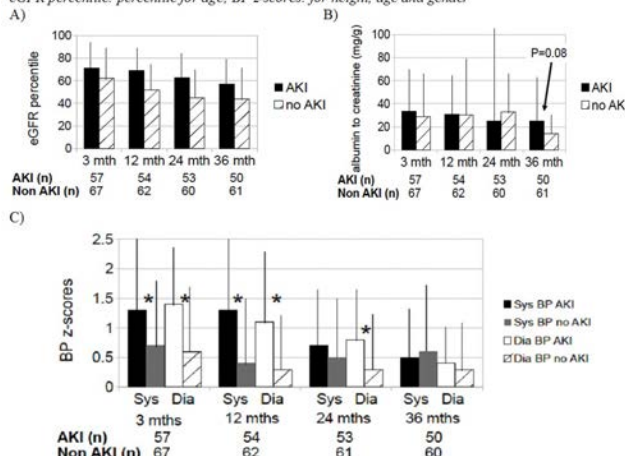 eGFR percentile: percentile for age; BP z-scores: for height, age and gender
A)
100
80
60
40
20
0
eGFR percentile
3 mth 12 mth 24 mth 36 mth
AKI (n) 57 54 53 50
Non AKI (n) 67 62 60 61
AKI
no AKI
B)
100
80
60
40
20
0
albumin to creatinine (mg/g)
P=0.08
3 mth 12 mth 24 mth 36 mth
AKI (n) 57 54 53 50
Non AKI (n) 67 62 60 61
AKI
no AK
C)
2.5
2
1.5
1
0.5
0
BP z-scores
* * * * *
Sys Dia Sys Dia Sys Dia Sys Dia
3 mths 12 mths 24 mths 36 mths
AKI (n) 57 54 53 50
Non AKI (n) 67 62 61 60
Sys BP AKI
Sys BP no AKI
Dia BP AKI
Dia BP no AKI